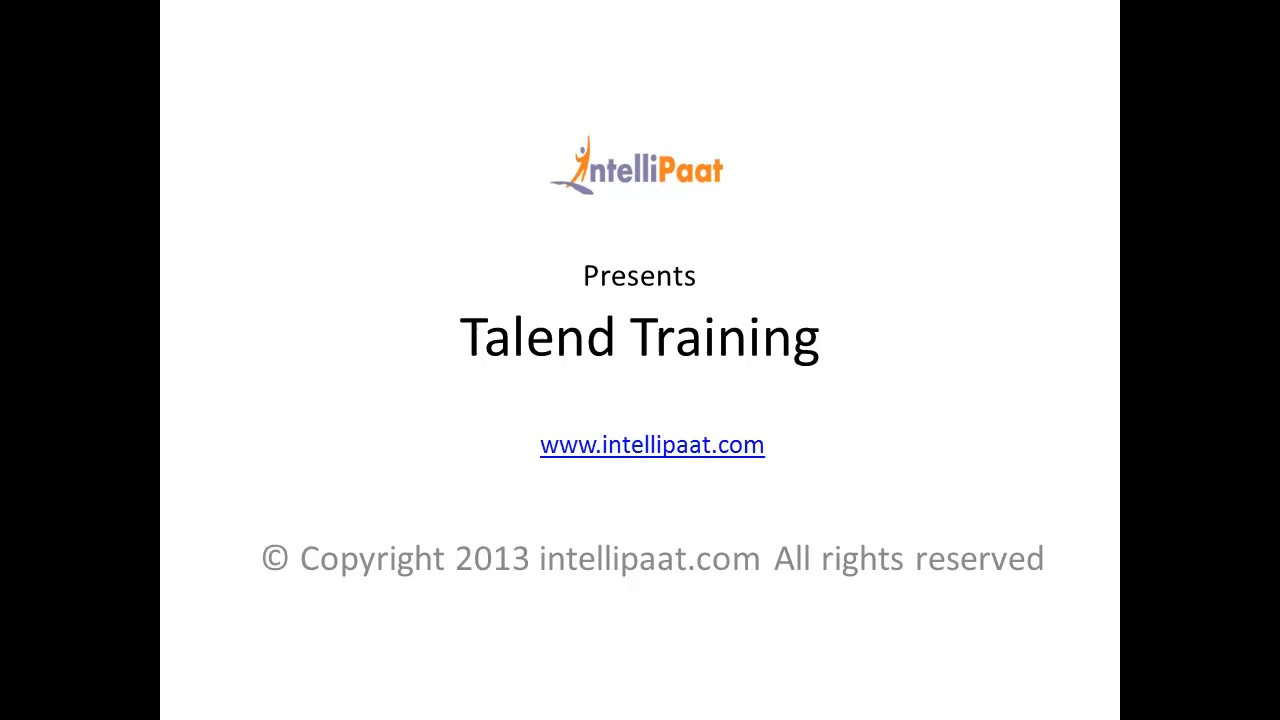 IntelliPaat
Presents
Talend Training
www.intellipaat.com
© Copyright 2013 intellipaat.com All rights reserved